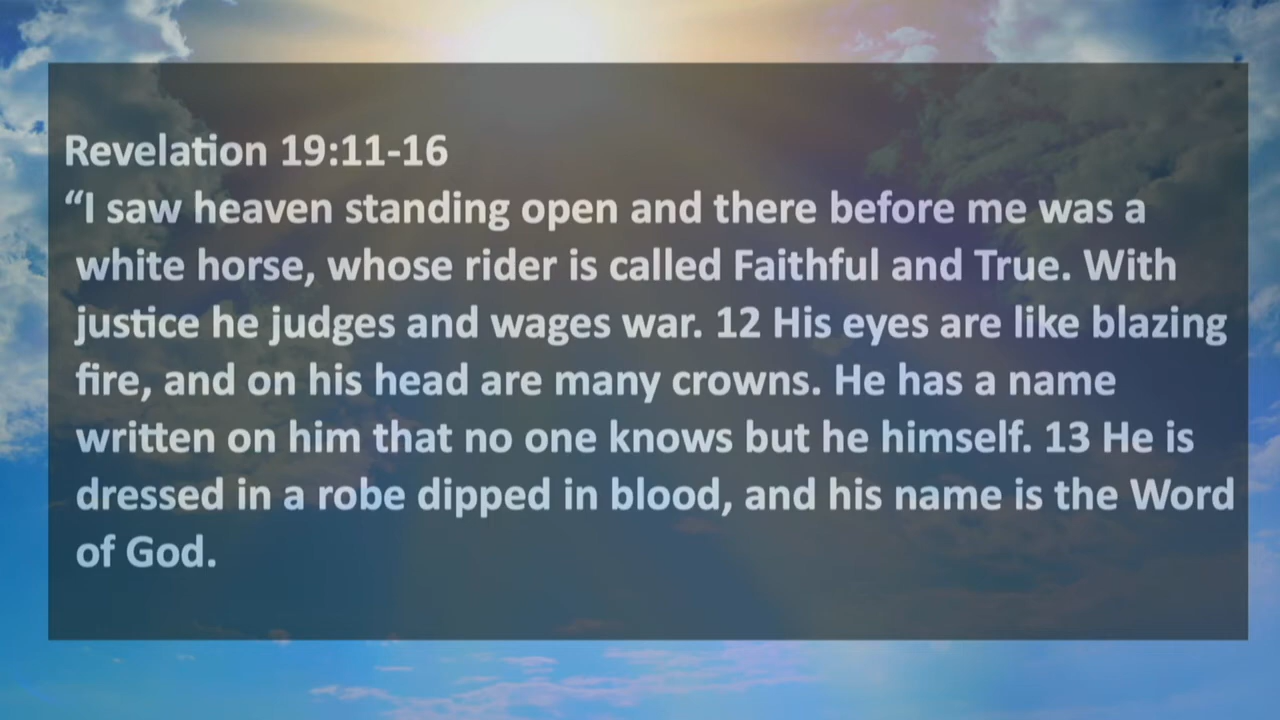 Revelation 19:11-16
“I saw heaven standing open and there before me was a
white horse, whose rider is called Faithful and True. With
justice he judges and wages war. 12 His eyes are like blazing
fire, and on his head are many crowns. He has a name
written on him that no one knows but he himself. 13 He is
dressed in a robe dipped in blood, and his name is the Word
of God.